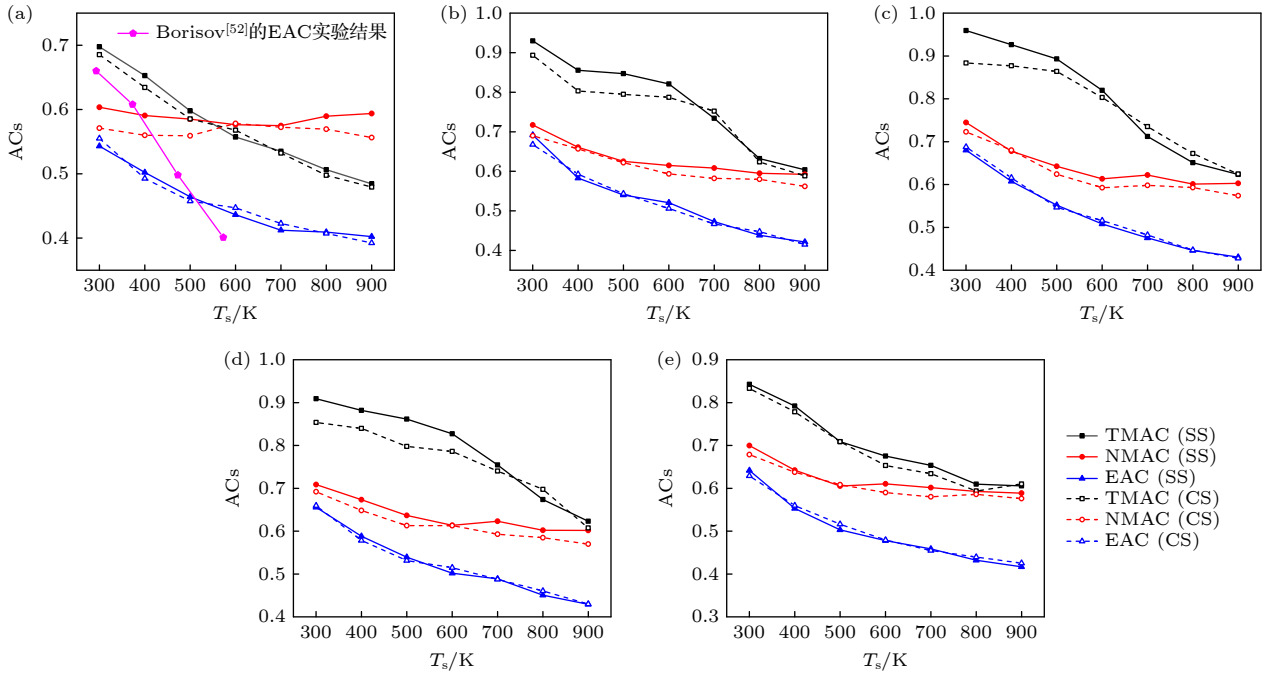 (a)
Borisov[52]的EAC实验结果
0.7
0.6
0.5
0.4
ACs
300 400 500 600 700 800 900
Ts/K
(b)
1.0
0.9
0.8
0.7
0.6
0.5
0.4
ACs
300 400 500 600 700 800 900
Ts/K
(c)
1.0
0.9
0.8
0.7
0.6
0.5
0.4
ACs
300 400 500 600 700 800 900
Ts/K
(d)
1.0
0.9
0.8
0.7
0.6
0.5
0.4
ACs
300 400 500 600 700 800 900
Ts/K
(e)
0.9
0.8
0.7
0.6
0.5
0.4
0.3
ACs
300 400 500 600 700 800 900
Ts/K
TMAC (SS)
NMAC (SS)
EAC (SS)
TMAC (CS)
NMAC (CS)
EAC (CS)